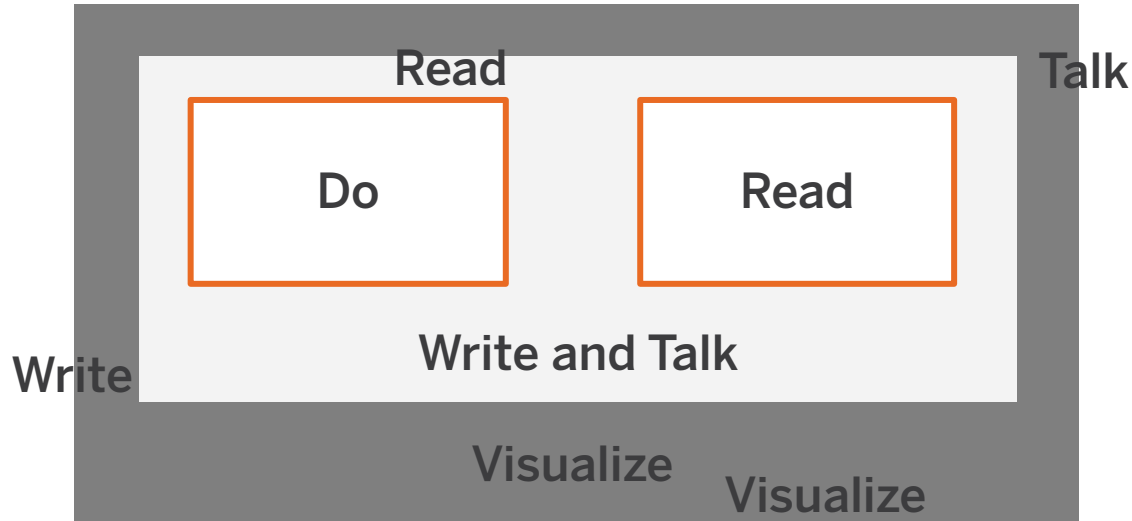 Read
Talk
Do
Read
Write and Talk
Write
Visualize
Visualize